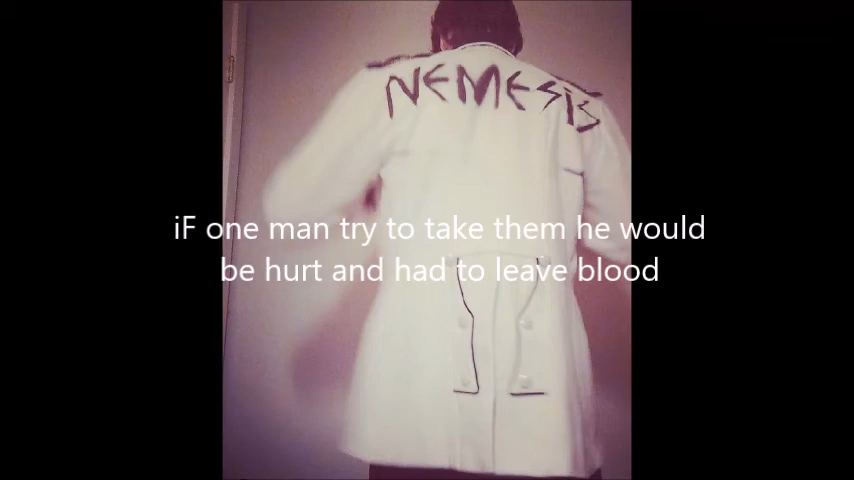 NEMESIS
iF one man try to take them he would
be hurt and had to leave blood